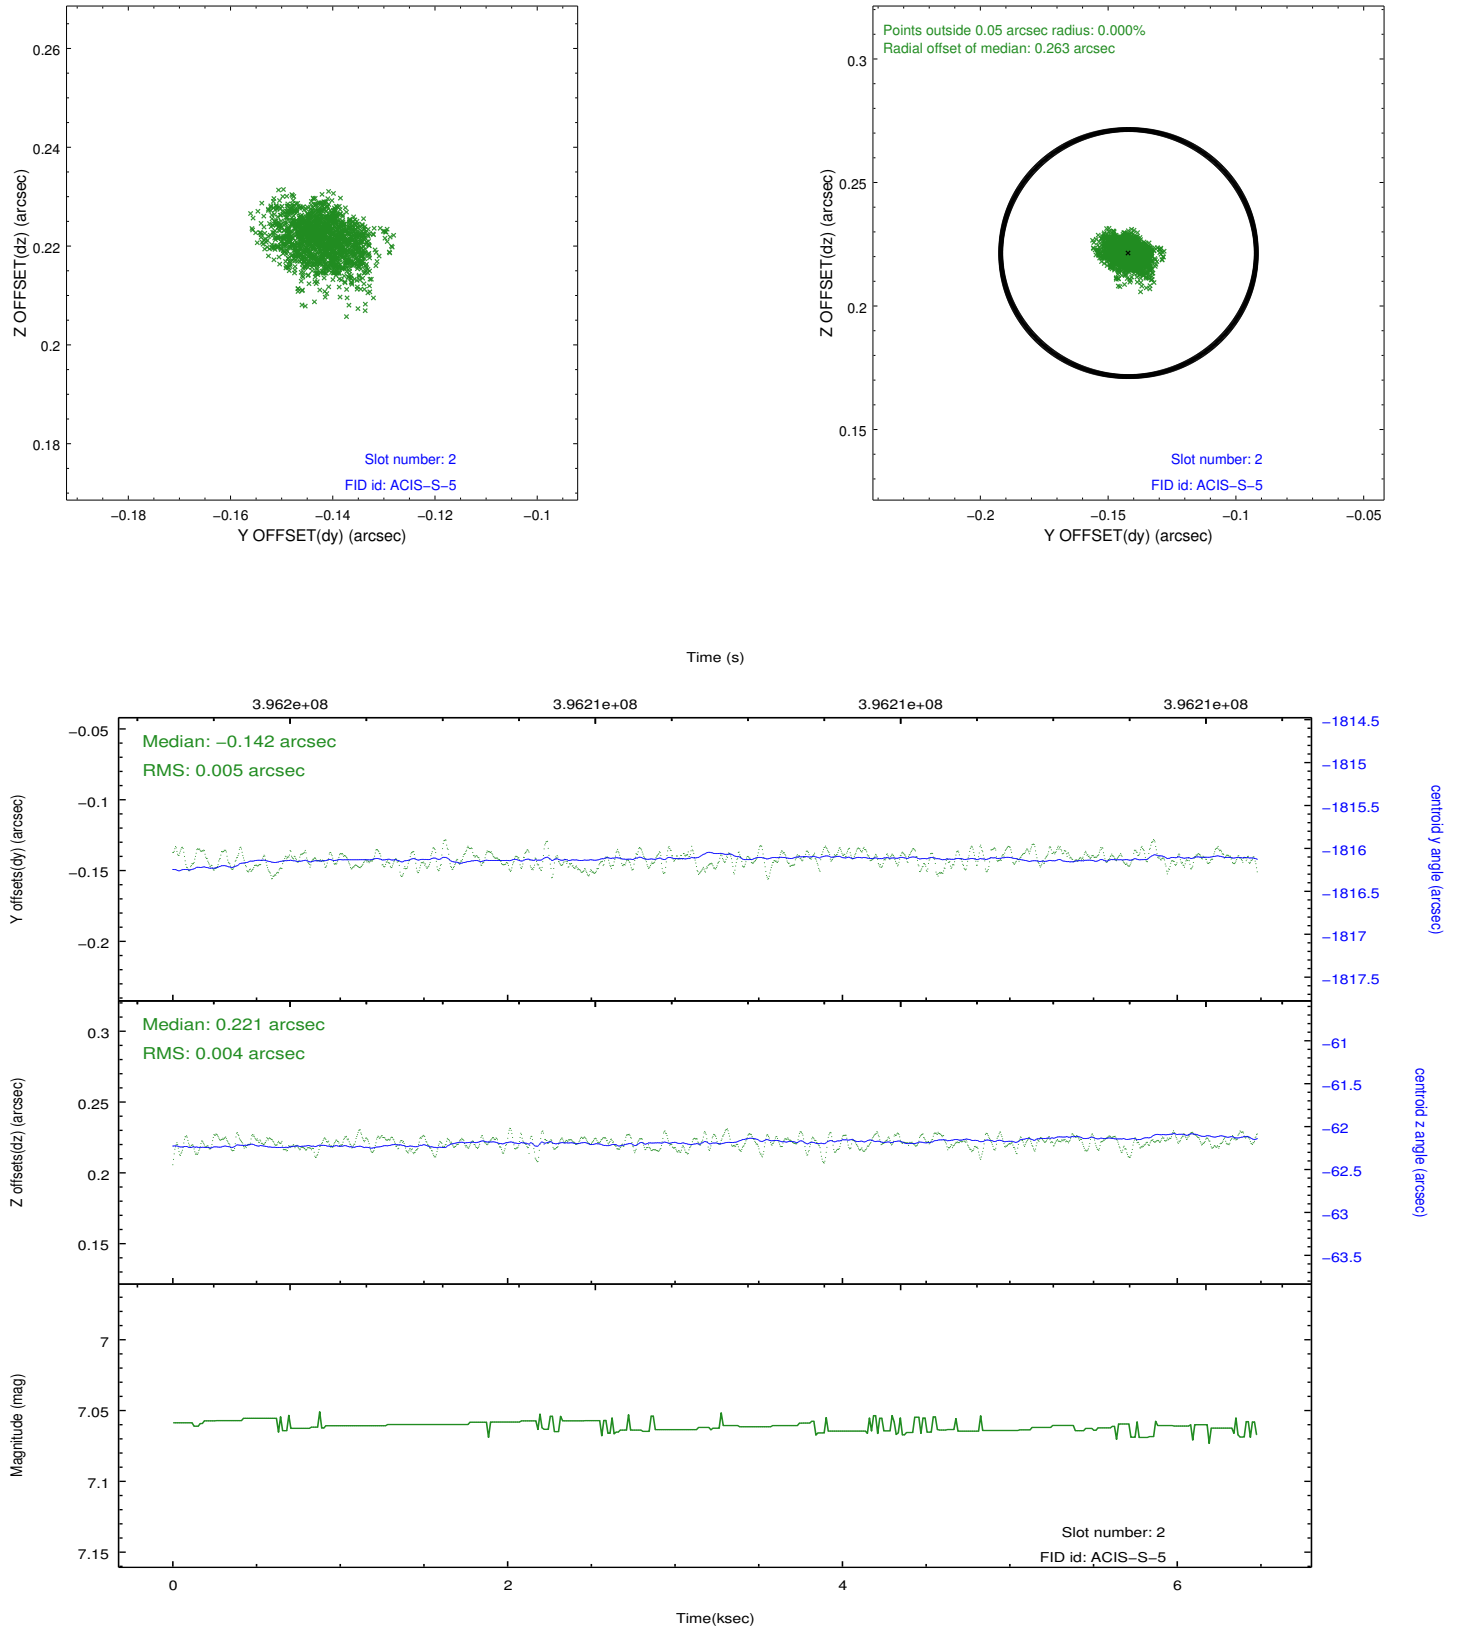 0.26
0.24
0.22
0.2
0.18
Z OFFSET(dz) (arcsec)
Slot number: 2
FID id: ACIS−S−5
−0.18 −0.16 −0.14 −0.12 −0.1
Y OFFSET(dy) (arcsec)
Points outside 0.05 arcsec radius: 0.000%
Radial offset of median: 0.263 arcsec
0.3
0.25
0.2
0.15
Z OFFSET(dz) (arcsec)
Slot number: 2
FID id: ACIS−S−5
−0.2 −0.15 −0.1 −0.05
Y OFFSET(dy) (arcsec)
Time (s)
3.962e+08 3.9621e+08 3.9621e+08 3.9621e+08
Median: −0.142 arcsec
RMS: 0.005 arcsec
−0.05
−0.1
−0.15
−0.2
Y offsets(dy) (arcsec)
−1814.5
−1815
−1815.5
−1816
−1816.5
−1817
−1817.5
centroid y angle (arcsec)
Median: 0.221 arcsec
RMS: 0.004 arcsec
0.3
0.25
0.2
0.15
Z offsets(dz) (arcsec)
−61
−61.5
−62
−62.5
−63
−63.5
centroid z angle (arcsec)
7
7.05
7.1
7.15
Magnitude (mag)
Slot number: 2
FID id: ACIS−S−5
0 2 4 6
Time(ksec)